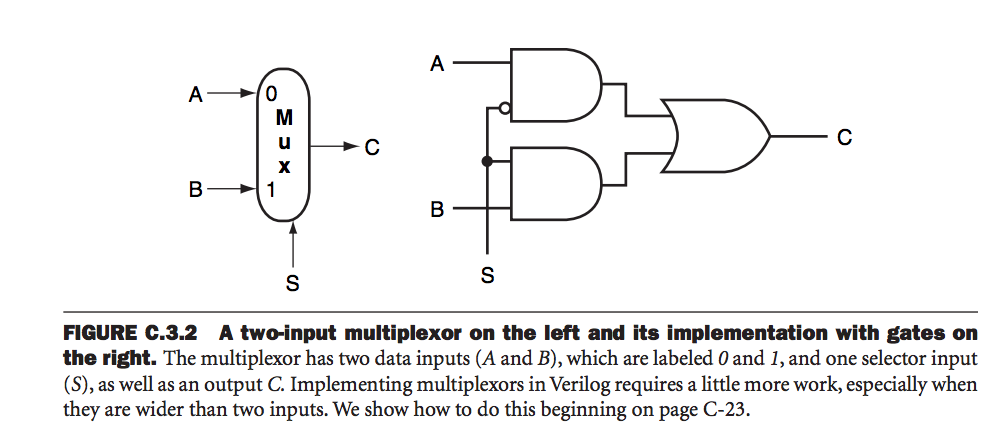 A
0
M
u
x
1
B
C
S
A
B
S
C
FIGURE C.3.2 A two-input multiplexor on the left and its implementation with gates on
the right. The multiplexor has two data inputs (A and B), which are labeled 0 and 1, and one selector input
(S), as well as an output C. Implementing multiplexors in Verilog requires a little more work, especially when
they are wider than two inputs. We show how to do this beginning on page C-23.